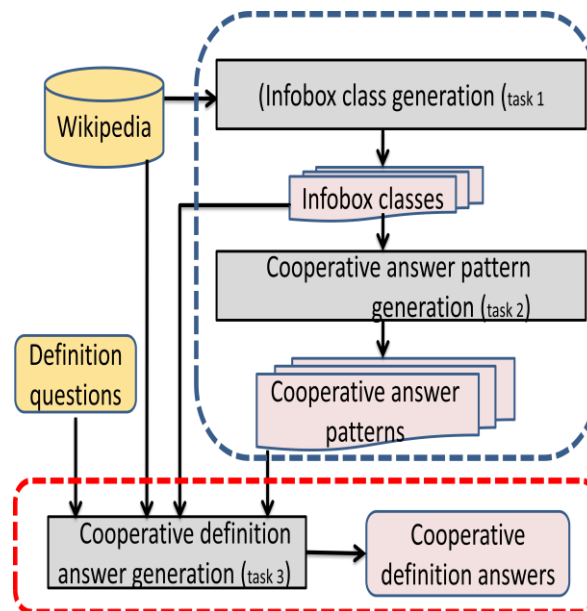 (Infobox class generation (task 1
Wikipedia
Infobox classes
Cooperative answer pattern
generation (task 2)
Definition
questions
Cooperative answer
patterns
Cooperative definition
answer generation (task 3)
Cooperative
definition answers